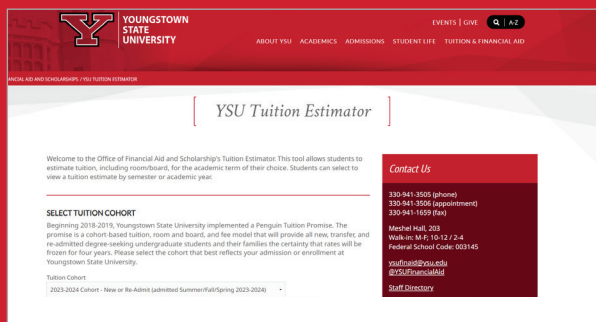 YOUNGSTOWN
STATE
UNIVERSITY
EVENTS | GIVE
A-Z
ABOUT YSU ACADEMICS ADMISSIONS STUDENT LIFE TUITION & FINANCIAL AID
ANCIAL AID AND SCHOLARSHIPS / YSU TUITION ESTIMATOR
YSU Tuition Estimator
Welcome to the Office of Financial Aid and Scholarship's Tuition Estimator. This tool allows students to
estimate tuition, including room/board, for the academic term of their choice. Students can select to
view a tuition estimate by semester or academic year.
SELECT TUITION COHORT
Beginning 2018-2019, Youngstown State University implemented a Penguin Tuition Promise. The
promise is a cohort-based tuition, room and board, and fee model that will provide all new, transfer, and
re-admitted degree-seeking undergraduate students and their families the certainty that rates will be
frozen for four years. Please select the cohort that best reflects your admission or enrollment at
Youngstown State University.
Tuition Cohort
2023-2024 Cohort - New or Re-Admit (admitted Summer/Fall/Spring 2023-2024)
Contact Us
330-941-3505 (phone)
330-941-3506 (appointment)
330-941-1659 (fax)
Meshel Hall, 203
Walk-in: M-F; 10-12 / 2-4
Federal School Code: 003145
ysufinaid@ysu.edu
@YSUFinancialAid
Staff Directory